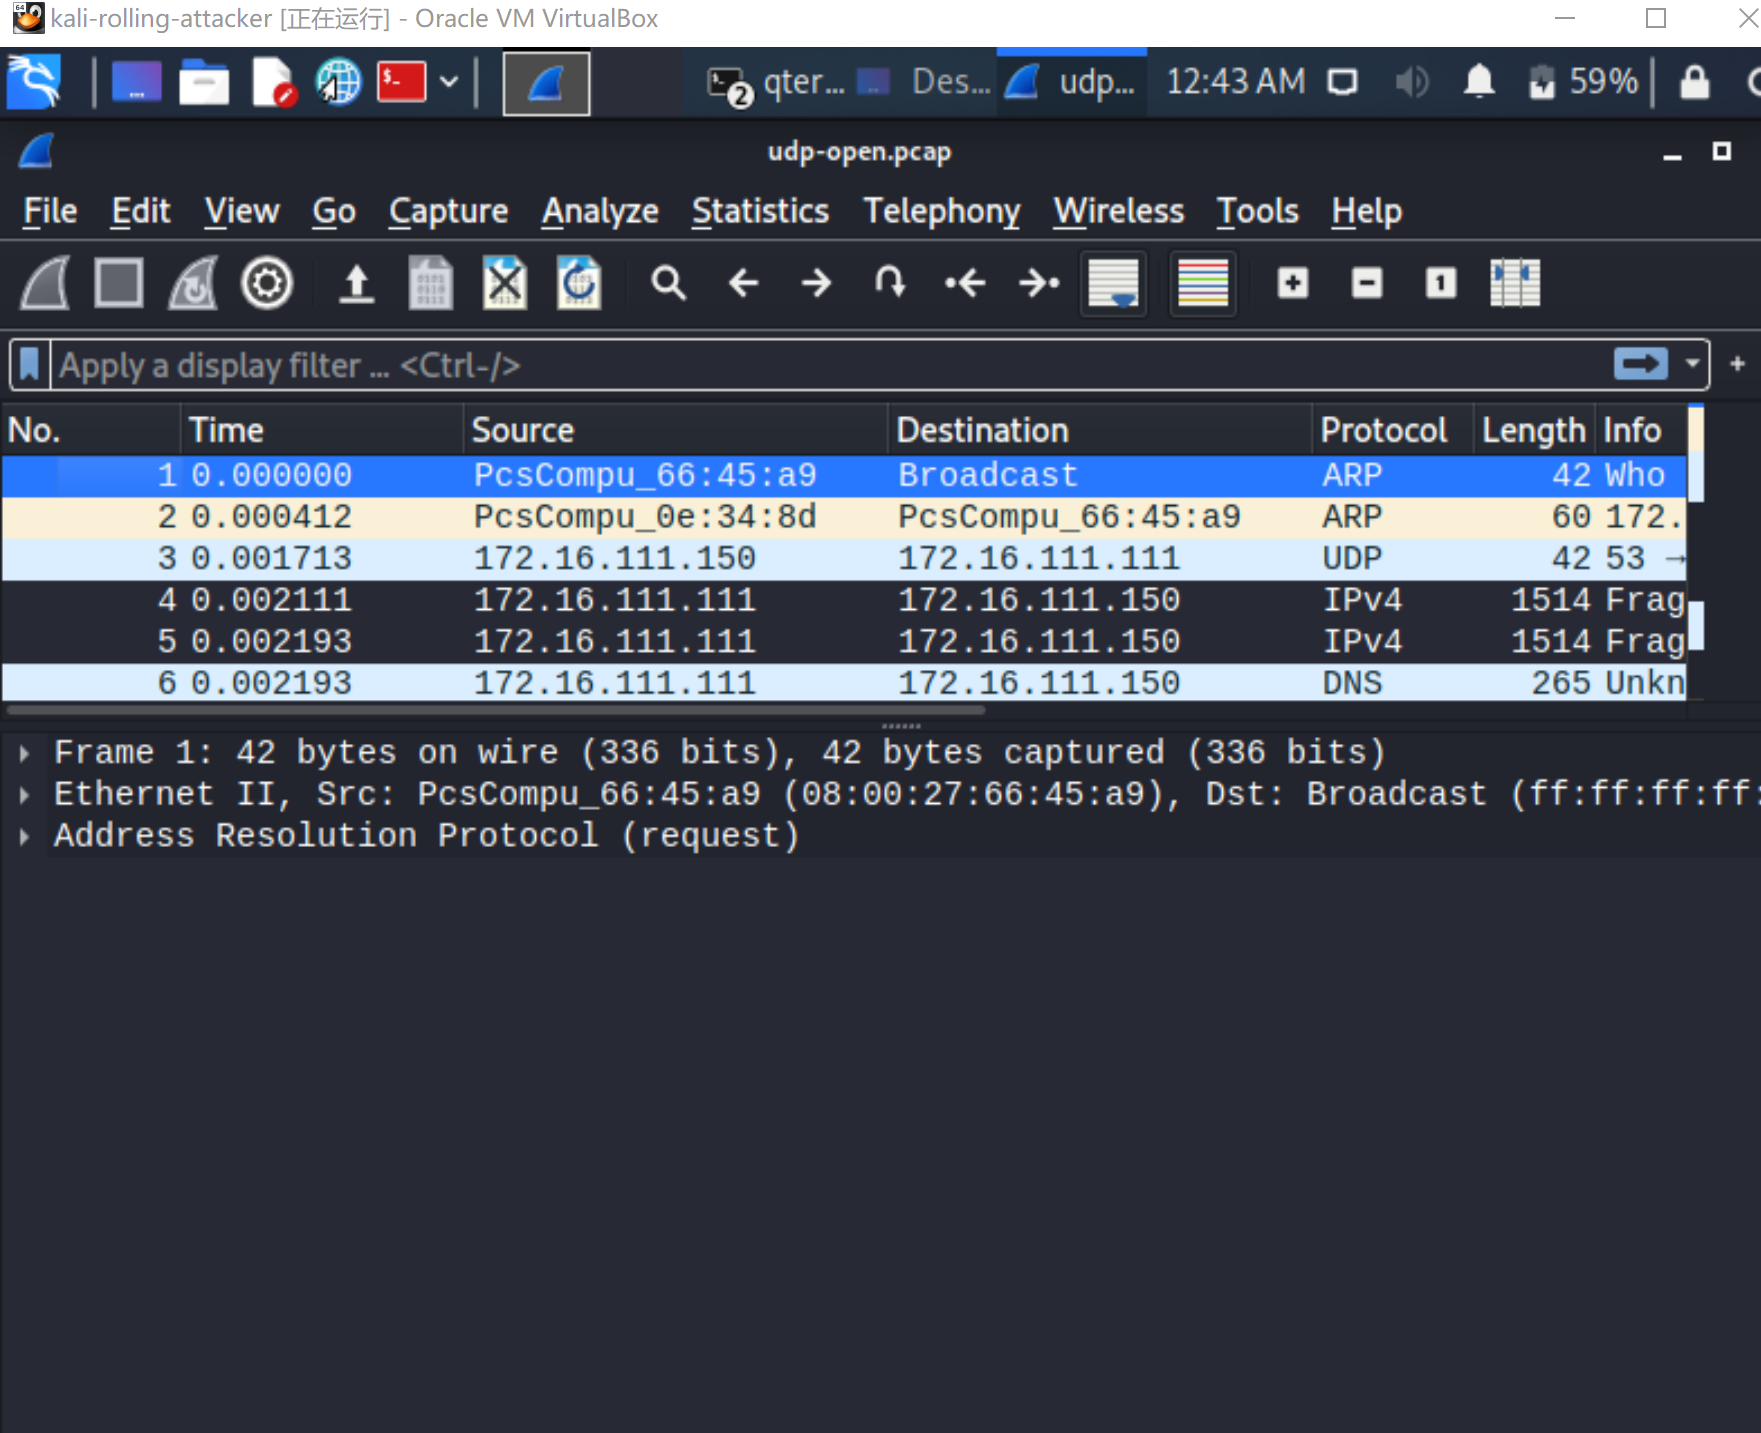 kali-rolling-attacker [正在运行] - Oracle VM VirtualBox
2 qter... Des... udp... 12:43 AM 59%
udp-open.pcap
File Edit View Go Capture Analyze Statistics Telephony Wireless Tools Help
Apply a display filter ... <Ctrl-/> +
No. Time Source Destination Protocol Length Info
1 0.000000 PcsCompu_66:45:a9 Broadcast ARP 42 Who
2 0.000412 PcsCompu_0e:34:8d PcsCompu_66:45:a9 ARP 60 172.
3 0.001713 172.16.111.150 172.16.111.111 UDP 42 53 →
4 0.002111 172.16.111.111 172.16.111.150 IPv4 1514 Frag
5 0.002193 172.16.111.111 172.16.111.150 IPv4 1514 Frag
6 0.002193 172.16.111.111 172.16.111.150 DNS 265 Unkn
Frame 1: 42 bytes on wire (336 bits), 42 bytes captured (336 bits)
Ethernet II, Src: PcsCompu_66:45:a9 (08:00:27:66:45:a9), Dst: Broadcast (ff:ff:ff:ff:
Address Resolution Protocol (request)